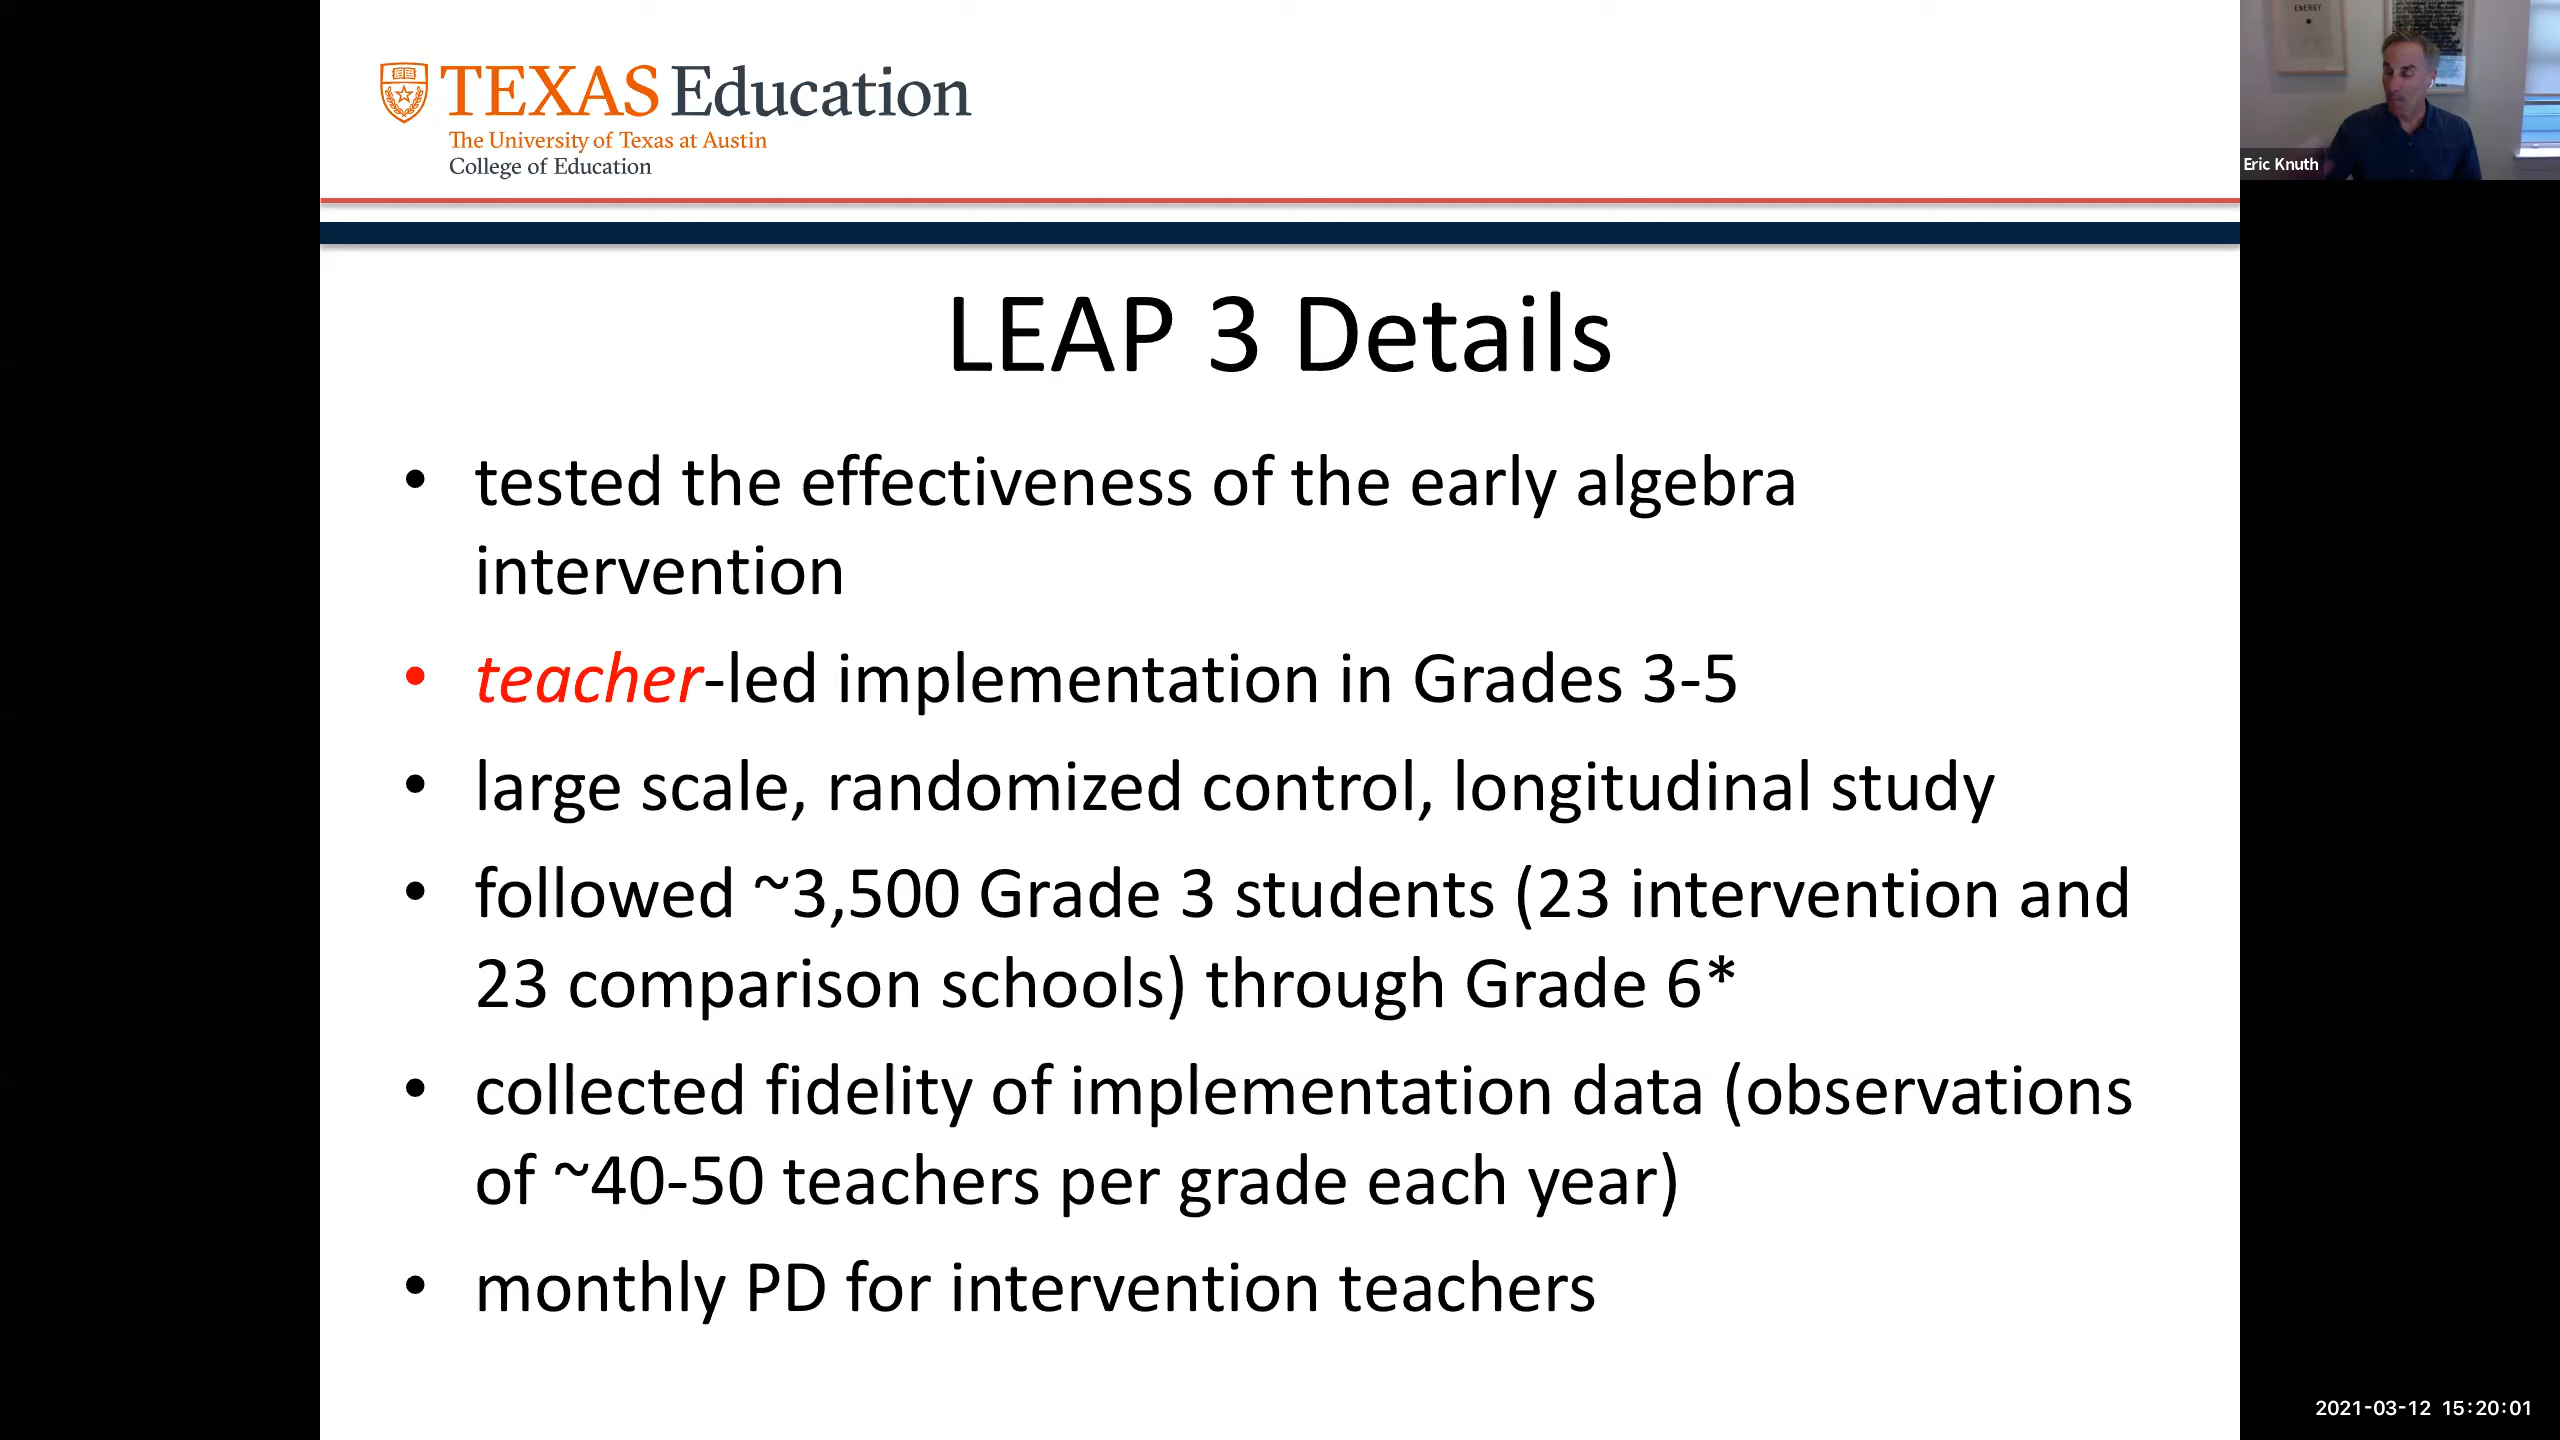 TEXAS Education
The University of Texas at Austin
College of Education
ENERGY
Eric Knuth
LEAP 3 Details
• tested the effectiveness of the early algebra
intervention
• teacher-led implementation in Grades 3-5
• large scale, randomized control, longitudinal study
• followed ~3,500 Grade 3 students (23 intervention and
23 comparison schools) through Grade 6*
• collected fidelity of implementation data (observations
of ~40-50 teachers per grade each year)
• monthly PD for intervention teachers
2021-03-12 15:20:01